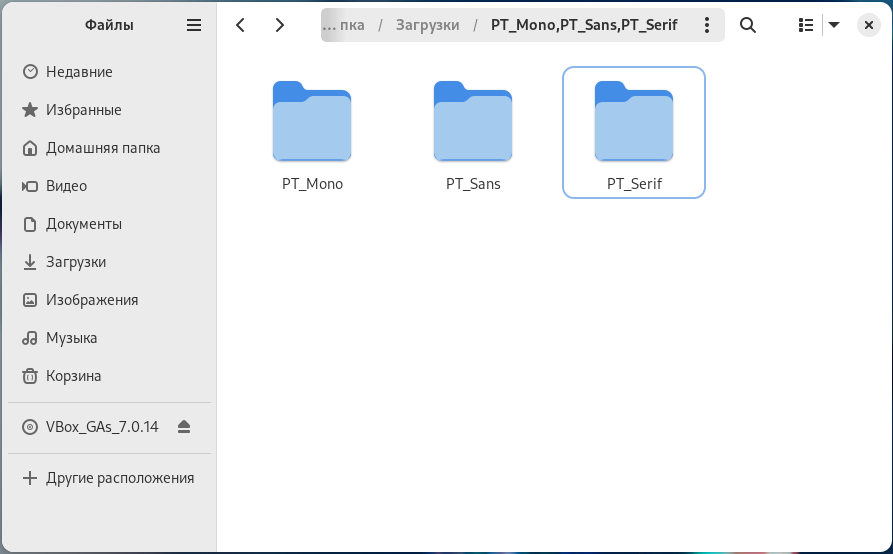 Файлы
... пка / Загрузки / PT_Mono,PT_Sans,PT_Serif
Недавние
Избранные
Домашняя папка
Видео
Документы
Загрузки
Изображения
Музыка
Корзина
VBox_GAs_7.0.14
Другие расположения
PT_Mono
PT_Sans
PT_Serif